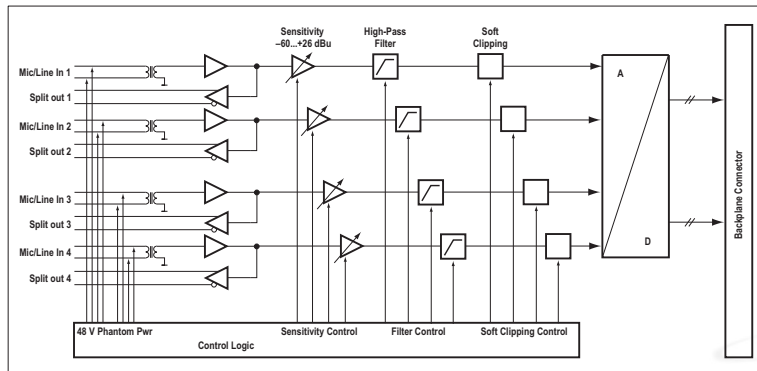 Sensitivity
–60...+26 dBu
High-Pass
Filter
Soft
Clipping
Mic/Line In 1
Split out 1
Mic/Line In 2
Split out 2
Mic/Line In 3
Split out 3
Mic/Line In 4
Split out 4
A
D
Backplane Connector
48 V Phantom Pwr
Sensitivity Control
Filter Control
Soft Clipping Control
Control Logic